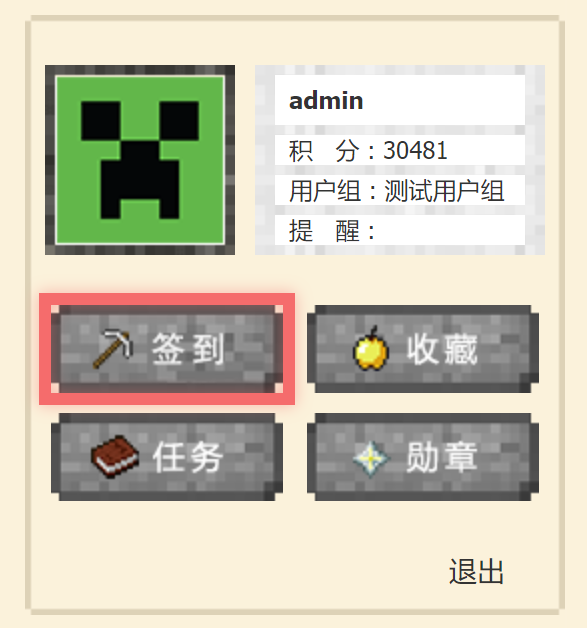 admin
积　分：30481
用户组：测试用户组
提　醒：
签到
收藏
任务
勋章
退出